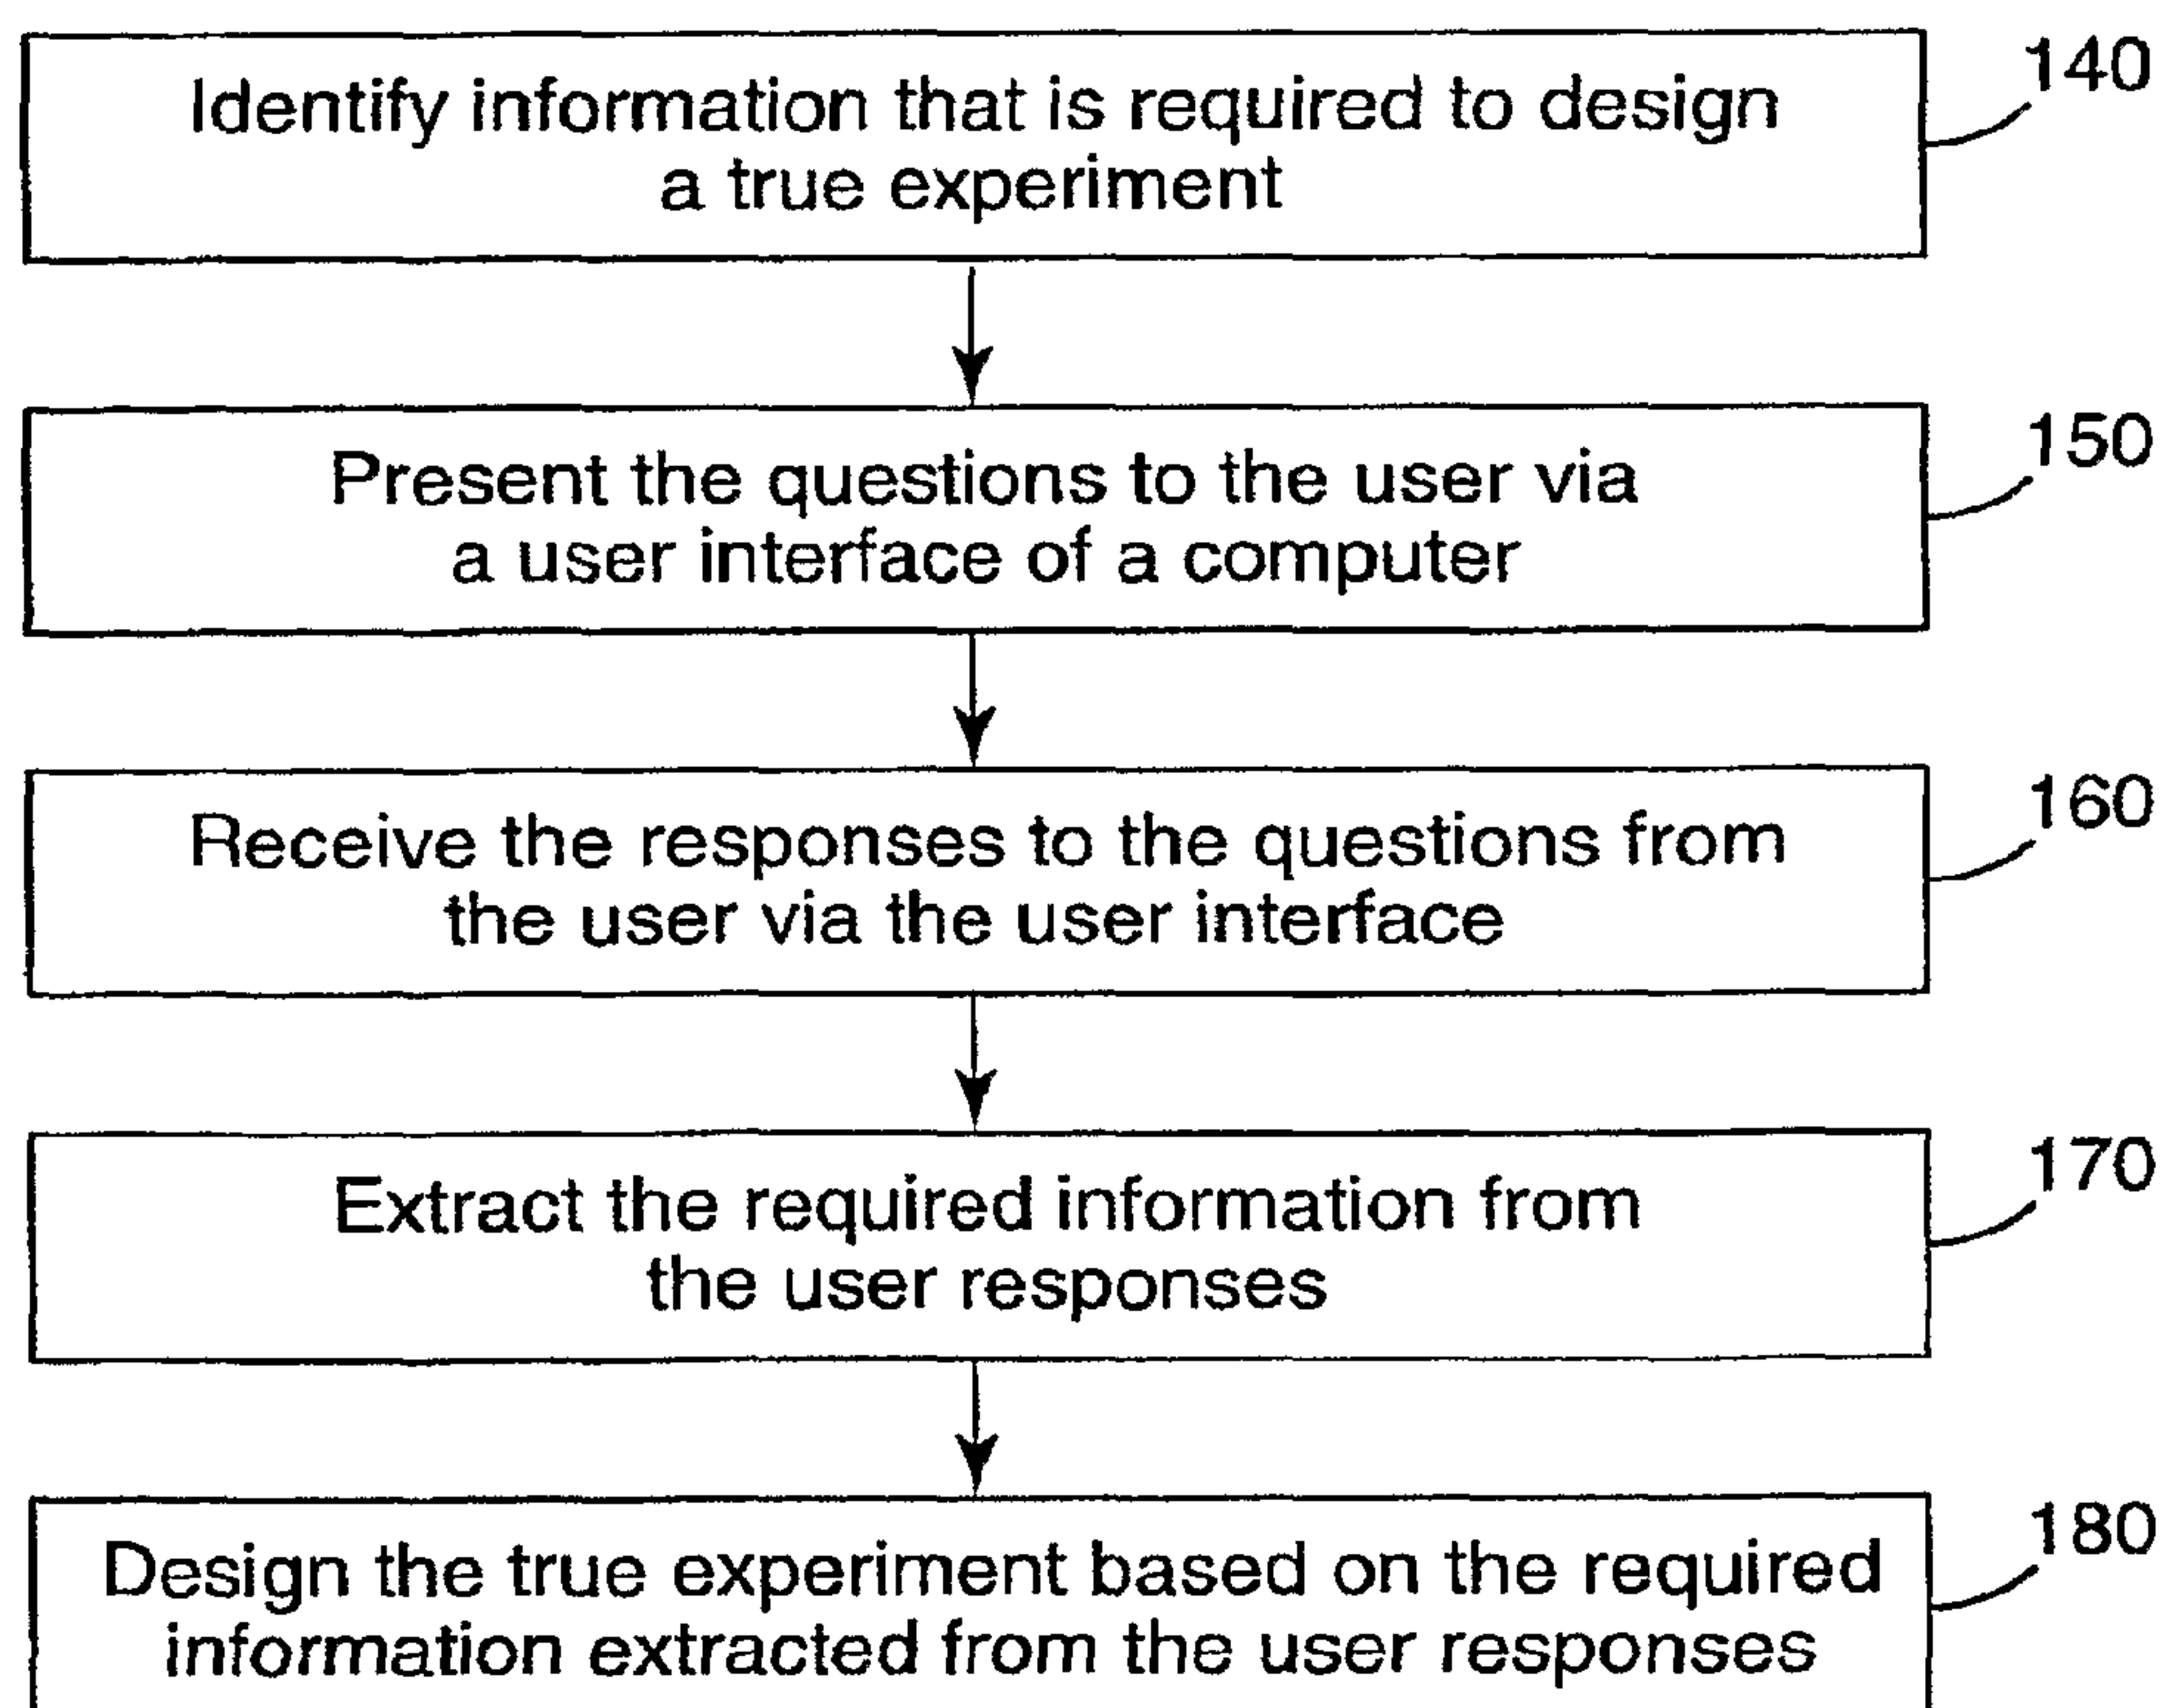 Identify information that is required to design
a true experiment
140
Present the questions to the user via
a user interface of a computer
150
Receive the responses to the questions from
the user via the user interface
160
Extract the required information from
the user responses
170
Design the true experiment based on the required
information extracted from the user responses
180